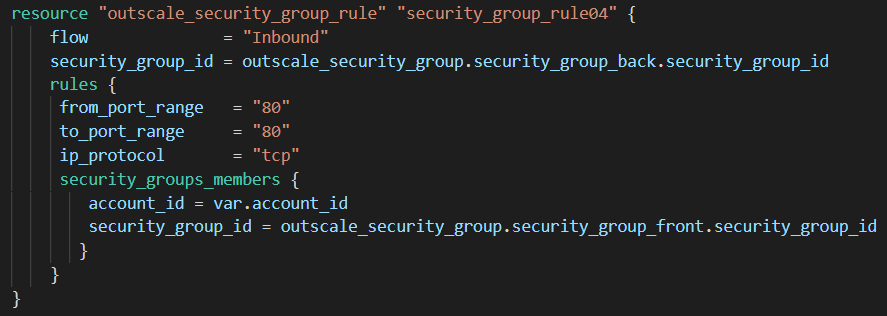 resource "outscale_security_group_rule" "security_group_rule04" {
    flow              = "Inbound"
    security_group_id = outscale_security_group.security_group_back.security_group_id
    rules {
     from_port_range   = "80"
     to_port_range     = "80"
     ip_protocol       = "tcp"
     security_groups_members {
        account_id = var.account_id
        security_group_id = outscale_security_group.security_group_front.security_group_id
       }
    }
}